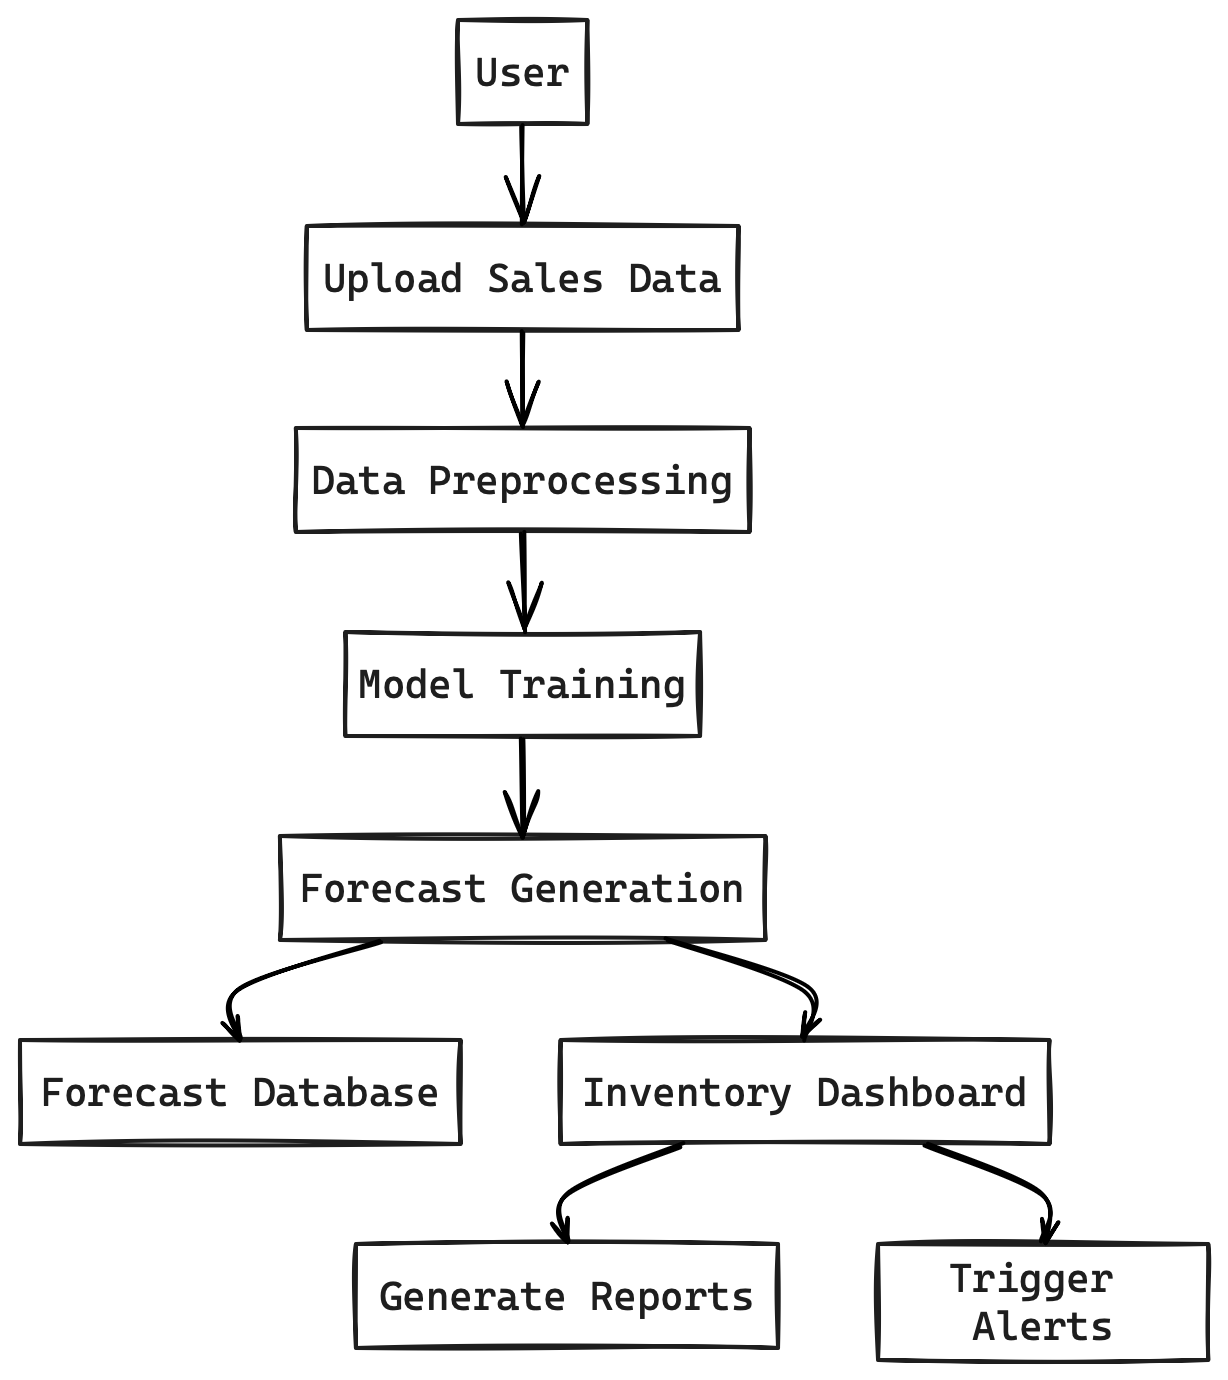 User
Upload Sales Data
Data Preprocessing
Model Training
Forecast Generation
Forecast Database
Inventory Dashboard
Generate Reports
Trigger
Alerts